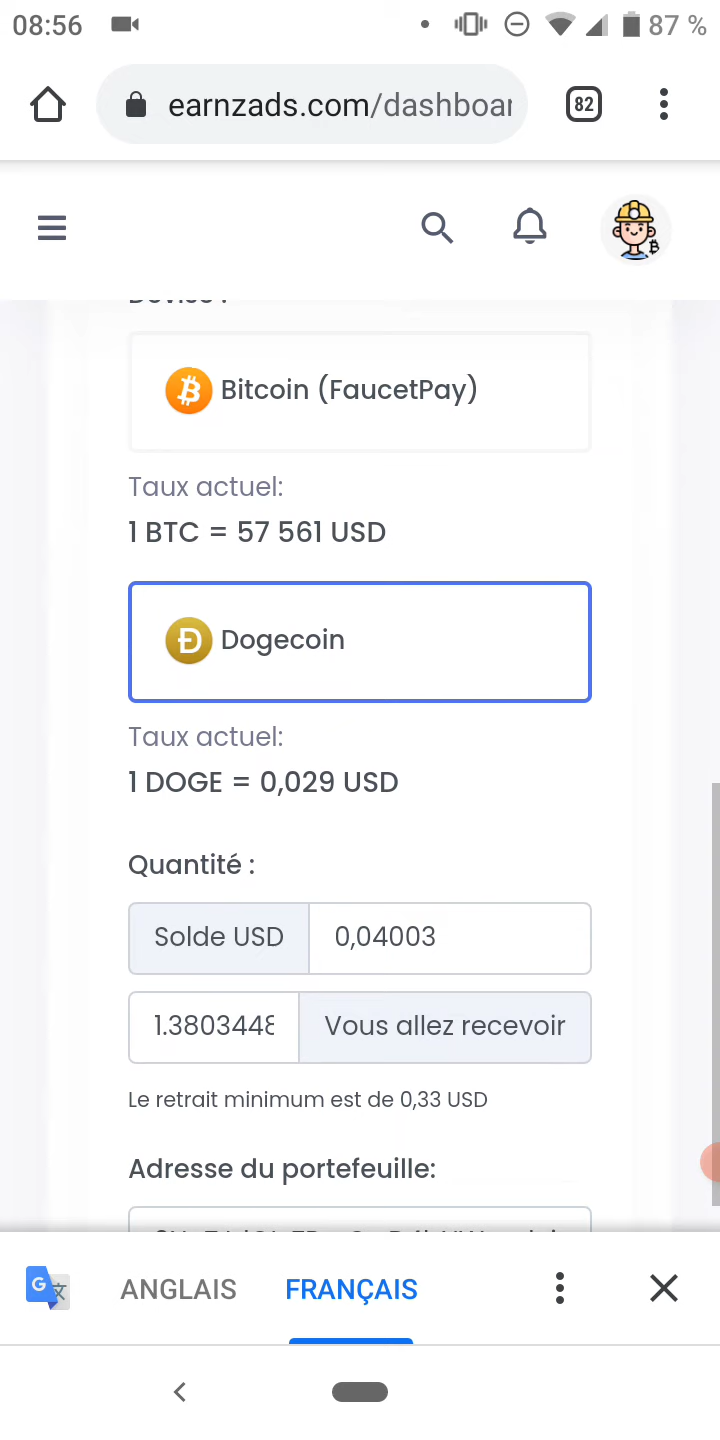 08:56
87 %
earnzads.com/dashboar
82
Bitcoin (FaucetPay)
Taux actuel:
1 BTC = 57 561 USD
Dogecoin
Taux actuel:
1 DOGE = 0,029 USD
Quantité :
Solde USD 0,04003
1.3803448 Vous allez recevoir
Le retrait minimum est de 0,33 USD
Adresse du portefeuille:
ANGLAIS FRANÇAIS